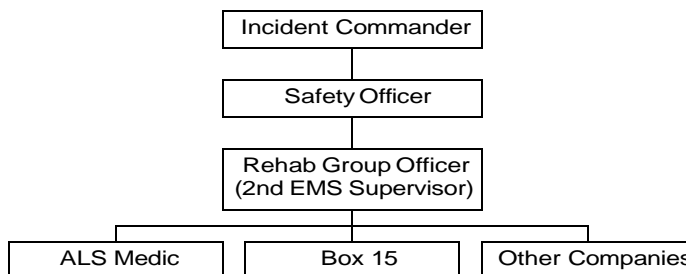 Incident Commander
Safety Officer
Rehab Group Officer
(2nd EMS Supervisor)
ALS Medic
Box 15
Other Companies